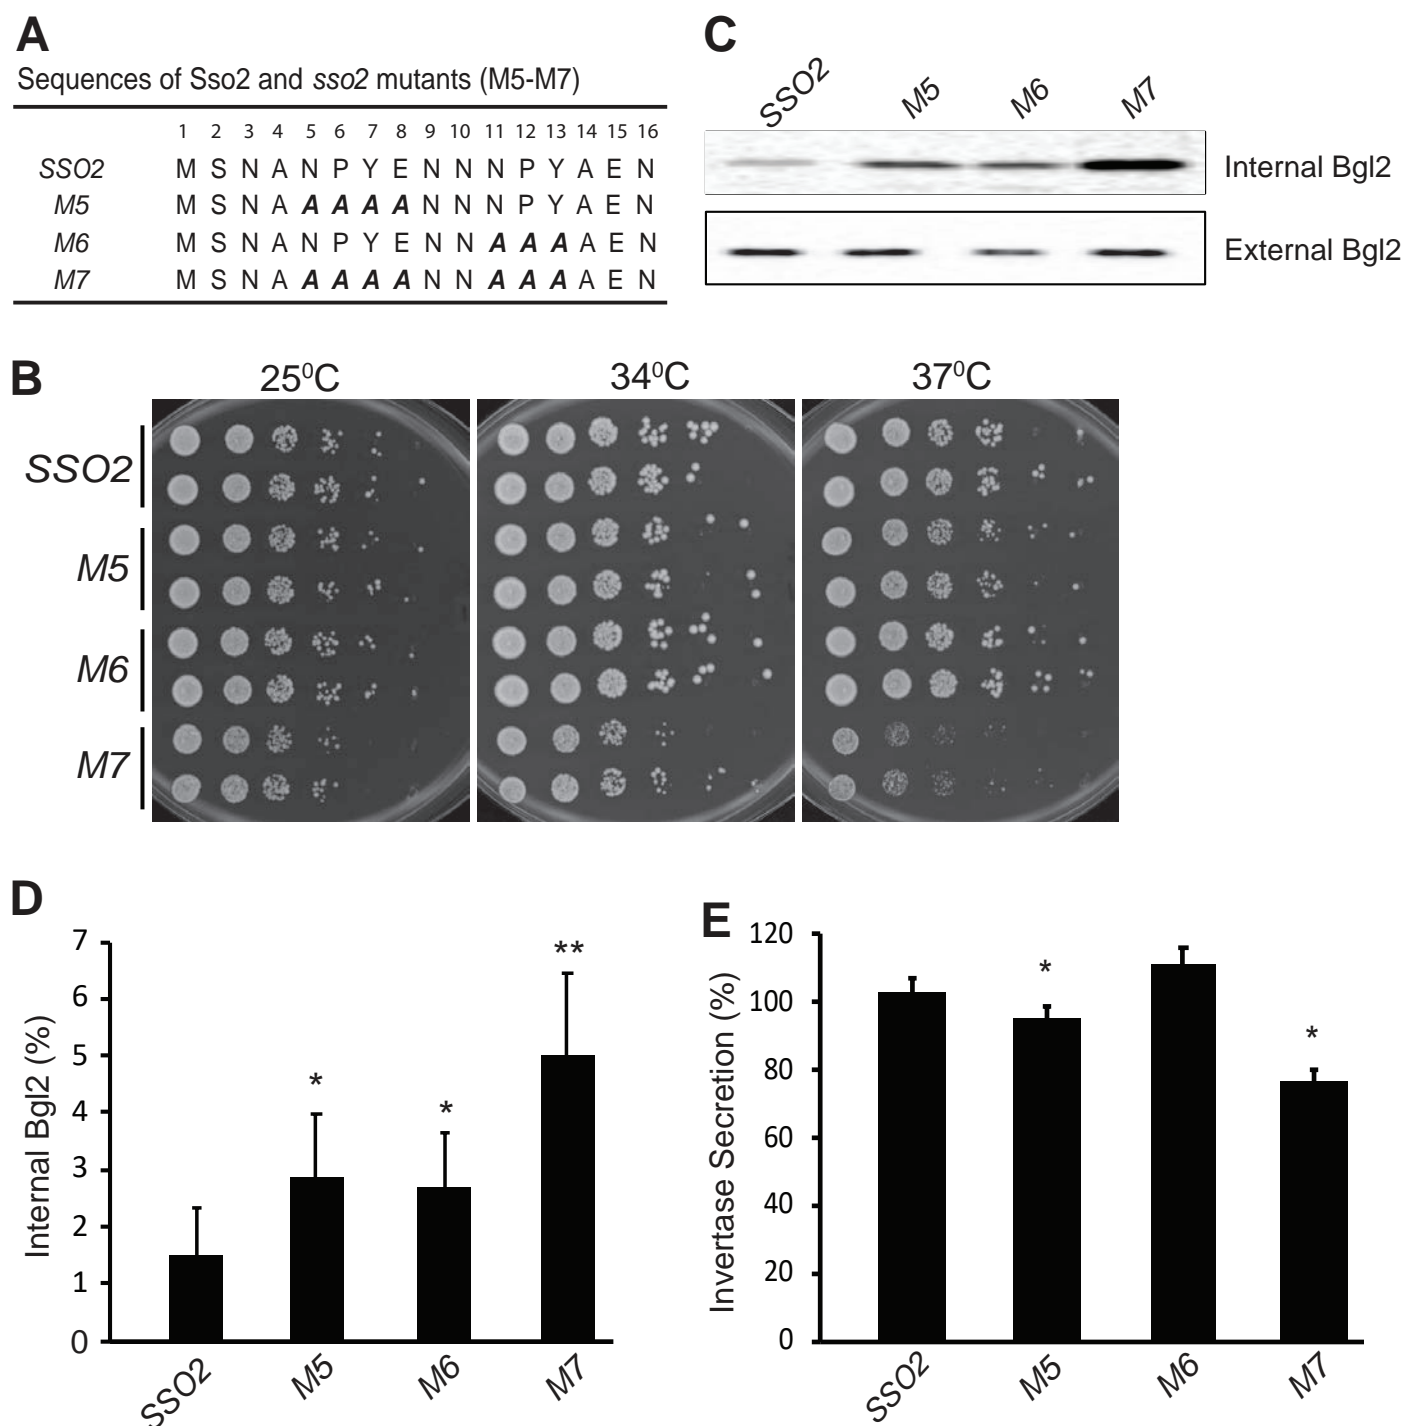 A
Sequences of Sso2 and sso2 mutants (M5-M7)
1 2 3 4 5 6 7 8 9 10 11 12 13 14 15 16
SSO2 M S N A N P Y E N N N P Y A E N
M5 M S N A A A A A N N N P Y A E N
M6 M S N A N P Y E N N A A A A E N
M7 M S N A A A A A N N A A A A E N
C
SSO2 M5 M6 M7
Internal Bgl2
External Bgl2
B
25⁰C 34⁰C 37⁰C
SSO2
M5
M6
M7
D
Internal Bgl2 (%)
7
6
5
4
3
2
1
0
*
*
**
SSO2 M5 M6 M7
E
Invertase Secretion (%)
120
100
80
60
40
20
0
*
*
SSO2 M5 M6 M7